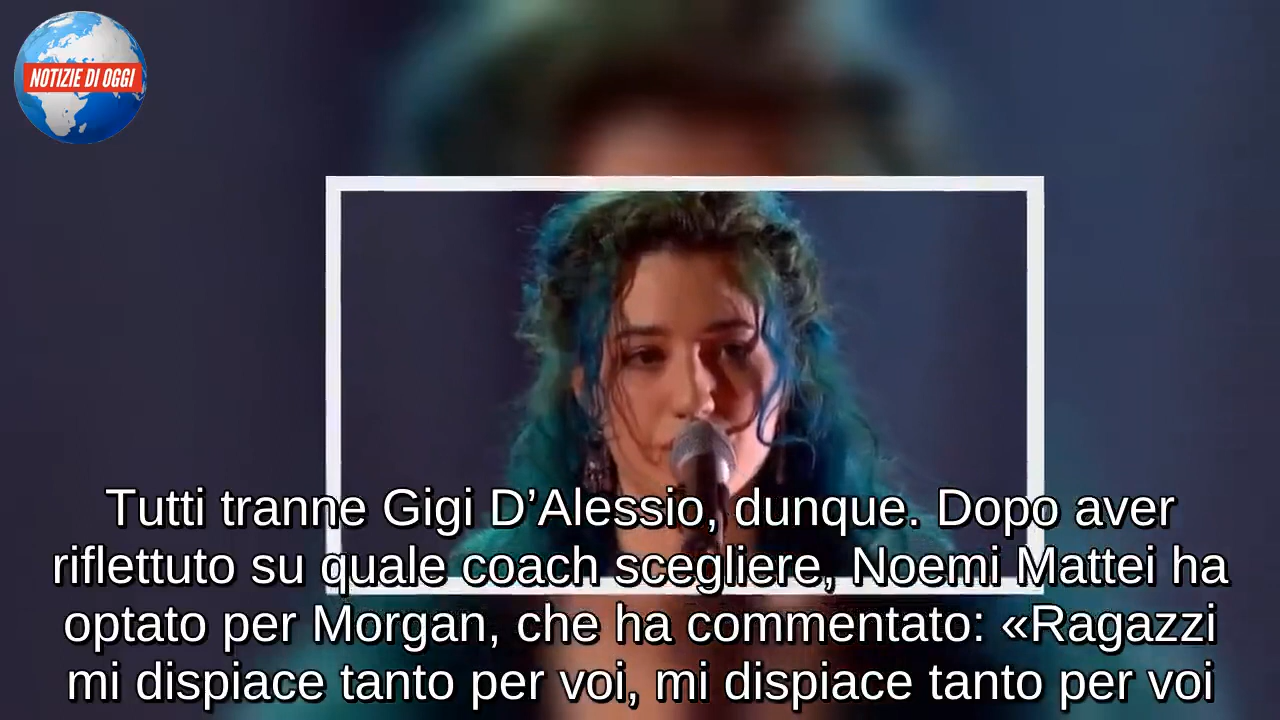 NOTIZIE DI OGGI
Tutti tranne Gigi D’Alessio, dunque. Dopo aver
riflettuto su quale coach scegliere, Noemi Mattei ha
optato per Morgan, che ha commentato: «Ragazzi
mi dispiace tanto per voi, mi dispiace tanto per voi